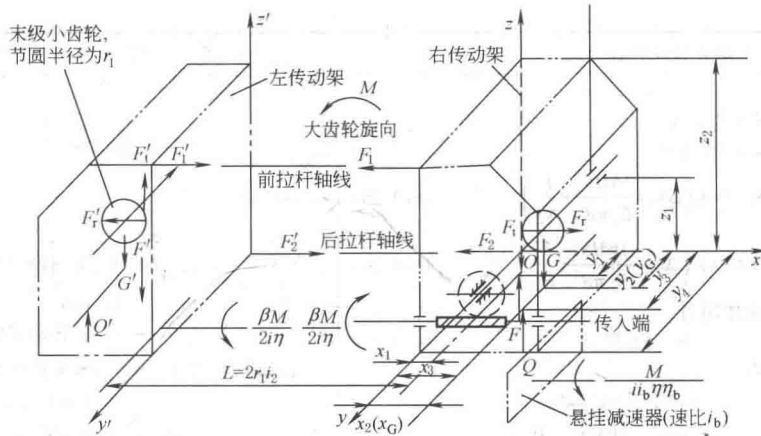 末级小齿轮,
节圆半径为r₁
z′
左传动架
M
大齿轮旋向
右传动架
z
z₂
z₁
F′ₜ
F′₁
F₁
前拉杆轴线
F′ᵣ
F′
G′
Q′
F′₂
后拉杆轴线
F₂
Fₜ
Fᵣ
O
G
x
y₁
y₂(y_G)
y₃
y₄
βM/2iη
βM/2iη
F
传入端
x₁
x₃
L=2r₁i₂
x₂(x_G)
y
y′
Q
M/ii_bηη_b
悬挂减速器(速比i_b)